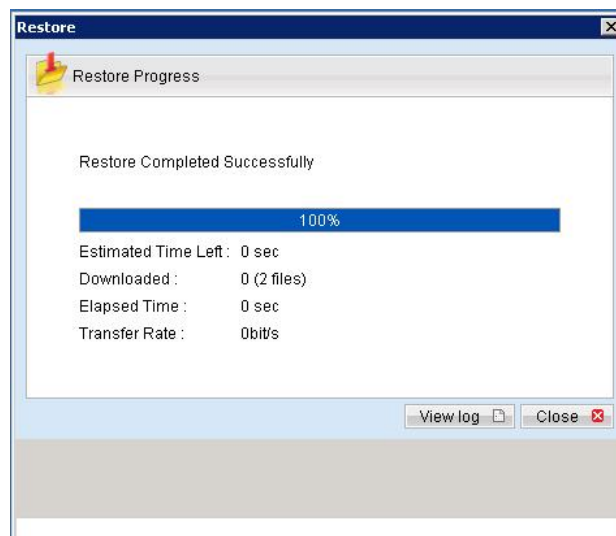 Restore
Restore Progress
Restore Completed Successfully
100%
Estimated Time Left : 0 sec
Downloaded : 0 (2 files)
Elapsed Time : 0 sec
Transfer Rate : 0bit/s
View log Close